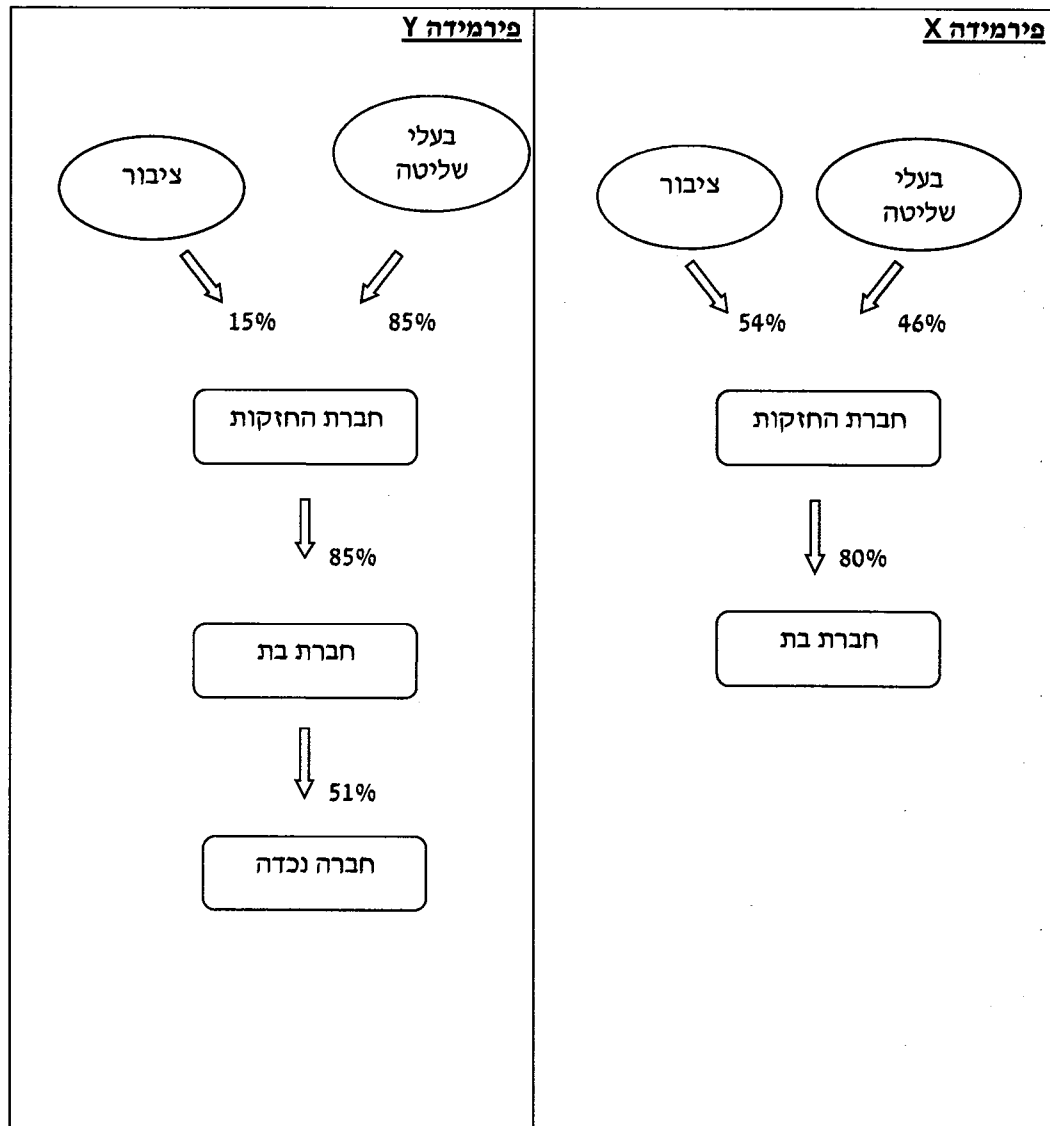 פירמידה X
בעלי
שליטה
ציבור
46%
54%
חברת החזקות
80%
חברת בת
פירמידה Y
בעלי
שליטה
ציבור
85%
15%
חברת החזקות
85%
חברת בת
51%
חברה נכדה